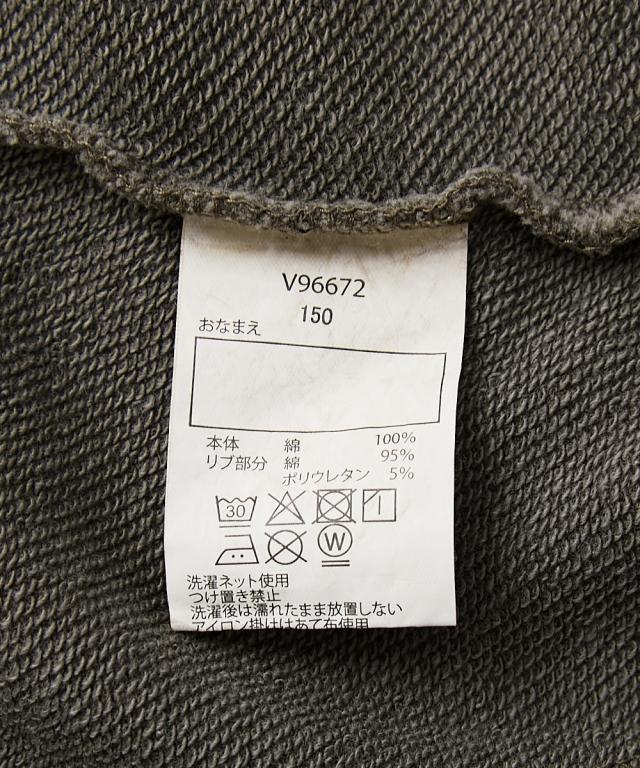 V96672
150
おなまえ
本体 綿 100%
リブ部分 綿 95%
ポリウレタン 5%
30
W
洗濯ネット使用
つけ置き禁止
洗濯後は濡れたまま放置しない
アイロン掛けはあて布使用